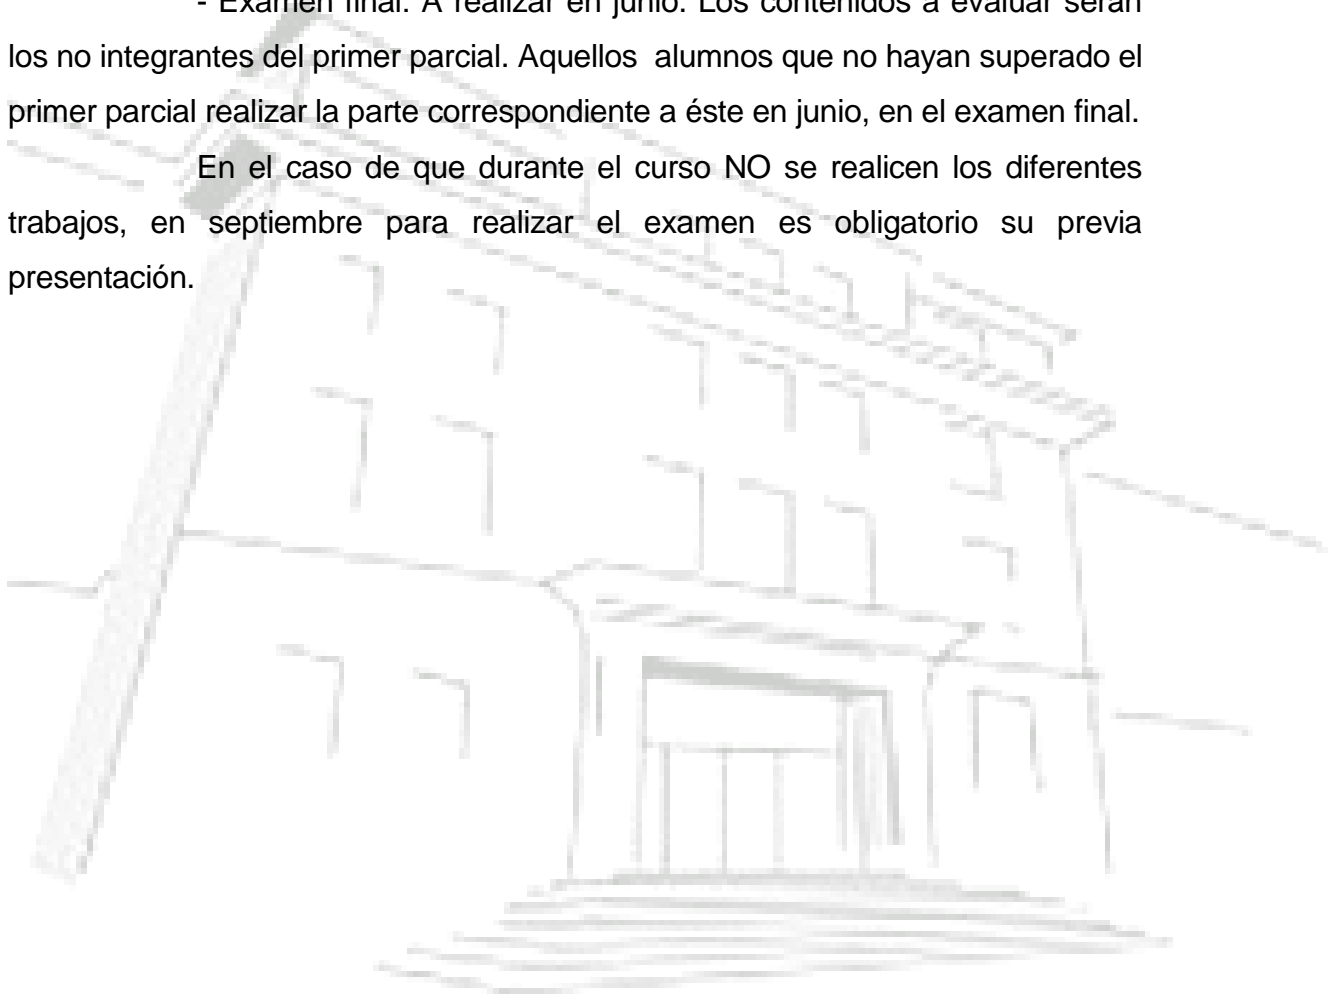 - Examen final. A realizar en junio. Los contenidos a evaluar serán
los no integrantes del primer parcial. Aquellos  alumnos que no hayan superado el
primer parcial realizar la parte correspondiente a éste en junio, en el examen final.
En el caso de que durante el curso NO se realicen los diferentes
trabajos, en septiembre para realizar el examen es obligatorio su previa
presentación.